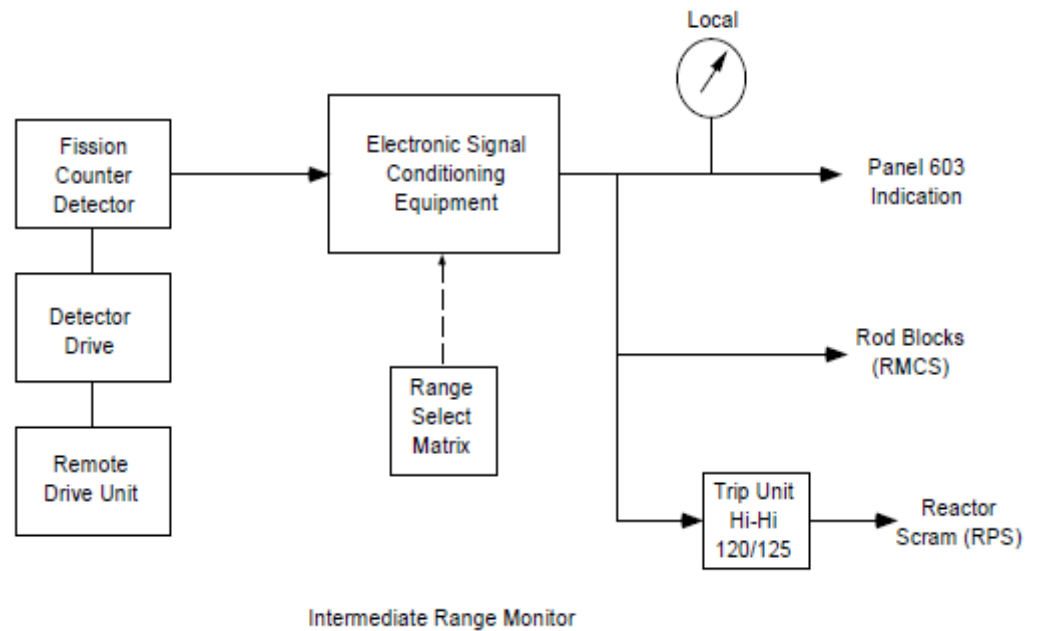 Local
Fission
Counter
Detector
Electronic Signal
Conditioning
Equipment
Panel 603
Indication
Detector
Drive
Range
Select
Matrix
Rod Blocks
(RMCS)
Remote
Drive Unit
Trip Unit
Hi-Hi
120/125
Reactor
Scram (RPS)
Intermediate Range Monitor